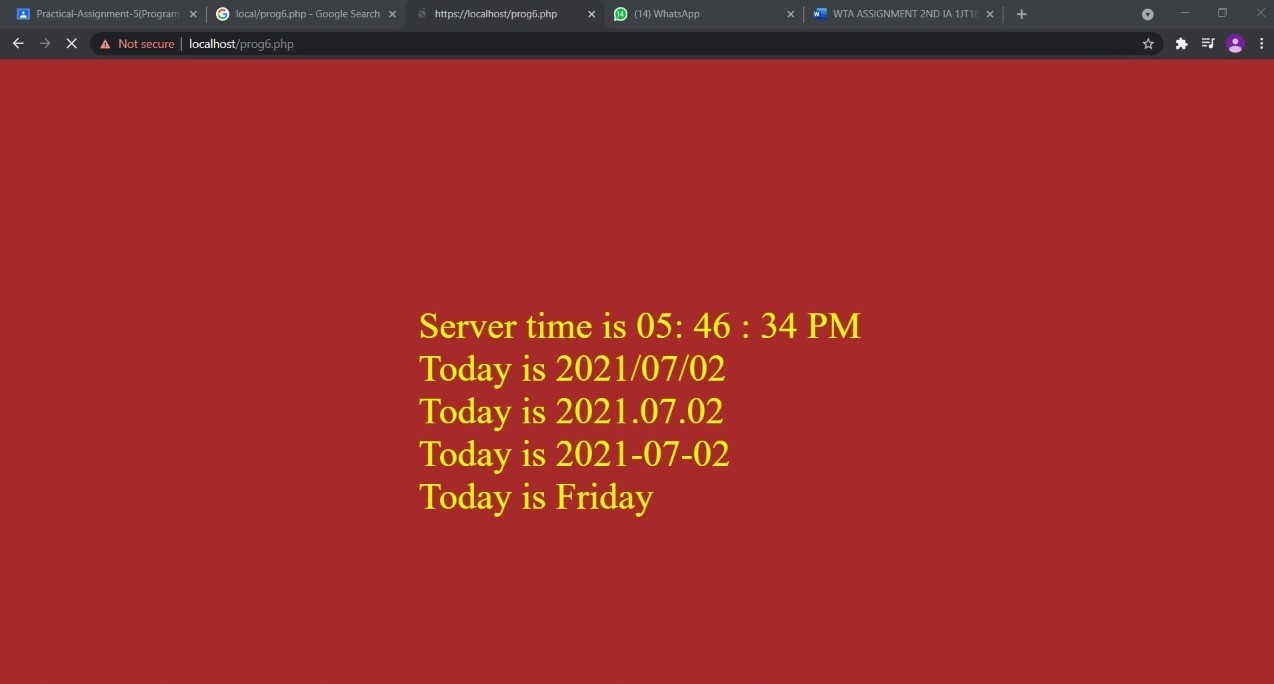 Practical-Assignment-5(Program
local/prog6.php - Google Search
https://localhost/prog6.php
(14) WhatsApp
WTA ASSIGNMENT 2ND IA 1JT18
Not secure | localhost/prog6.php
Server time is 05: 46 : 34 PM
Today is 2021/07/02
Today is 2021.07.02
Today is 2021-07-02
Today is Friday